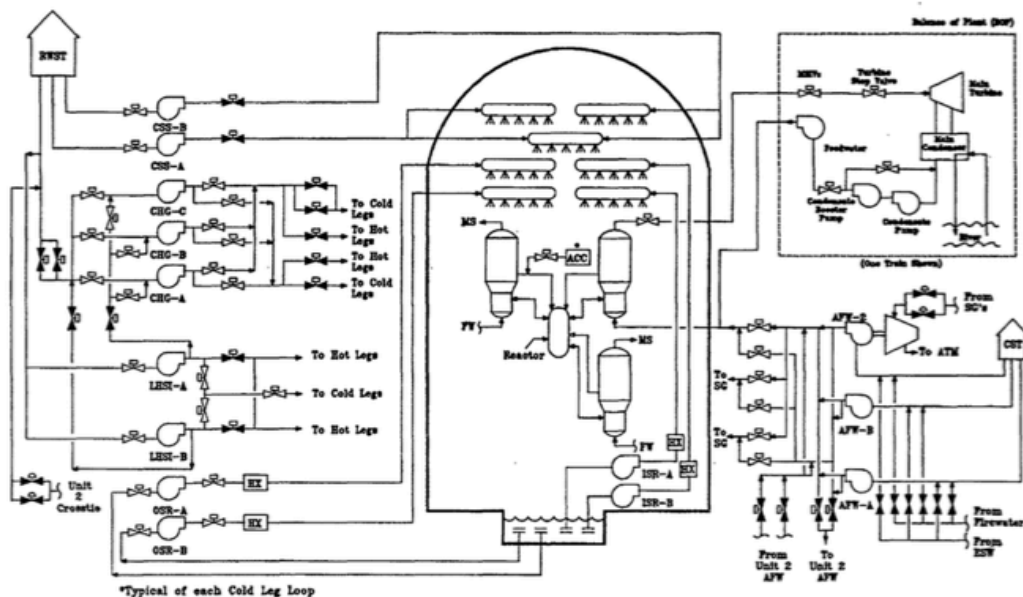 Balance of Plant (BOP)
RWST
MSIVs
Turbine
Stop Valve
Main
Turbine
Main
Condenser
Feedwater
Condensate
Booster
Pump
Condensate
Pump
River
(One Train Shown)
CSS-B
CSS-A
CHG-C
CHG-B
CHG-A
To Cold
Legs
To Hot
Legs
To Hot
Legs
To Cold
Legs
MS
*
ACC
FW
Reactor
MS
FW
LHSI-A
To Hot Legs
To Cold Legs
To Hot Legs
LHSI-B
Unit
2
Crosstie
OSR-A
HX
OSR-B
HX
HX
HX
ISR-A
ISR-B
AFW-2
From
SG's
To ATM
CST
To
SG
AFW-B
To
SG
AFW-A
From
Firewater
From
ESW
From
Unit 2
AFW
To
Unit 2
AFW
*Typical of each Cold Leg Loop